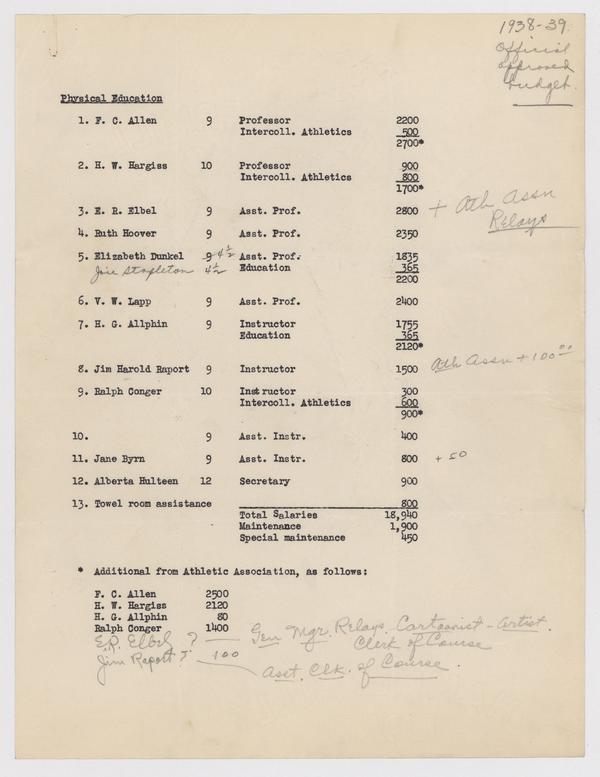 1938-39.
Official
approved
budget.
Physical Education
1. F. C. Allen 9 Professor 2200
Intercoll. Athletics 500
2700*
2. H. W. Hargiss 10 Professor 900
Intercoll. Athletics 800
1700*
3. E. R. Elbel 9 Asst. Prof. 2800 + Ath Assn
Relays
4. Ruth Hoover 9 Asst. Prof. 2350
5. Elizabeth Dunkel 9 4½ Asst. Prof. 1835
Joie Stapleton 4½ Education 365
2200
6. V. W. Lapp 9 Asst. Prof. 2400
7. H. G. Allphin 9 Instructor 1755
Education 365
2120*
8. Jim Harold Raport 9 Instructor 1500 Ath Assn + 100.00
9. Ralph Conger 10 Instructor 300
Intercoll. Athletics 600
900*
10. 9 Asst. Instr. 400
11. Jane Byrn 9 Asst. Instr. 800 + 50
12. Alberta Hulteen 12 Secretary 900
13. Towel room assistance 800
Total Salaries 18,940
Maintenance 1,900
Special maintenance 450
* Additional from Athletic Association, as follows:
F. C. Allen 2500
H. W. Hargiss 2120
H. G. Allphin 80
Ralph Conger 1400
E.R. Elbel ? — Gen Mgr. Relays. Cartoonist-Artist.
Clerk of Course
Jim Raport ? — 100 Asst. Clk. of Course.